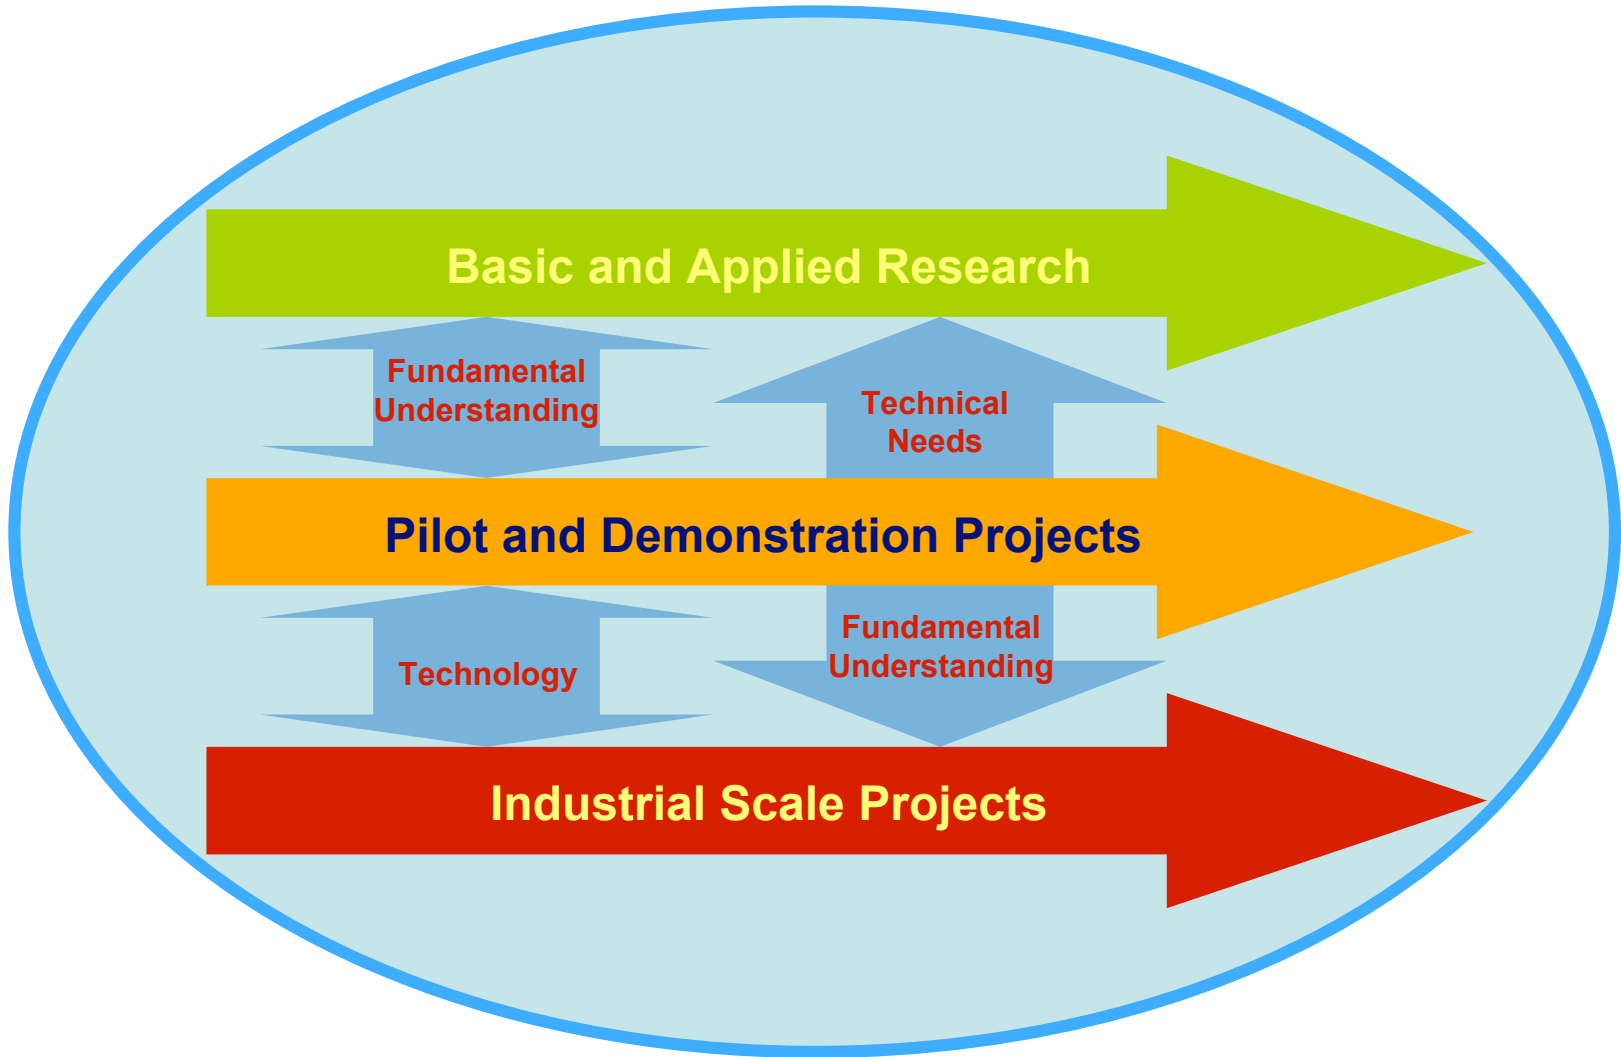 Basic and Applied Research
Fundamental
Understanding
Technical
Needs
Pilot and Demonstration Projects
Technology
Fundamental
Understanding
Industrial Scale Projects